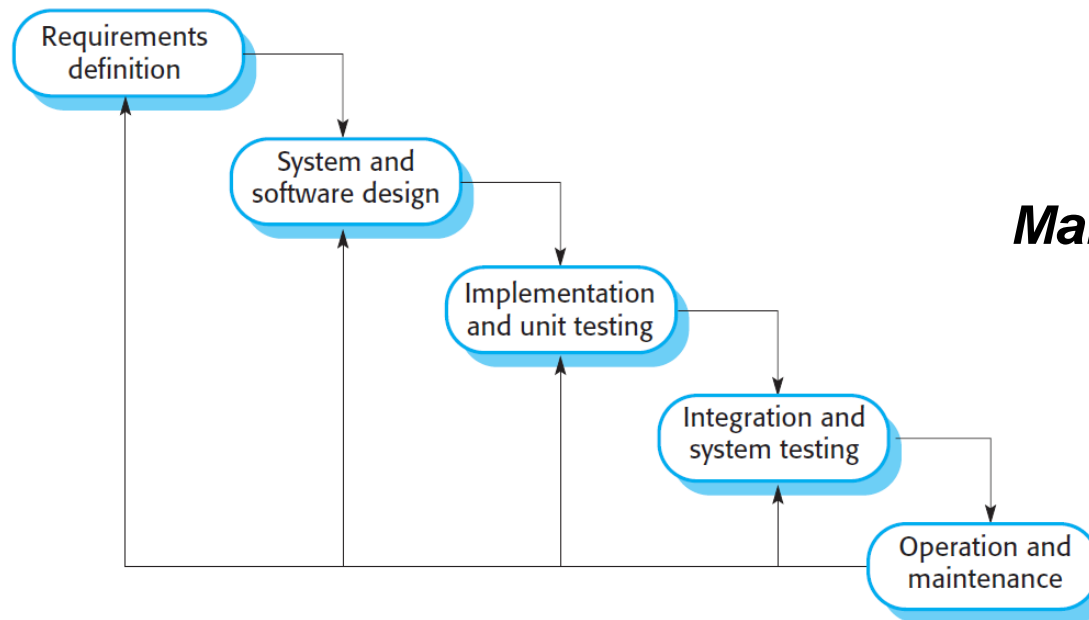 Requirements
definition
System and
software design
Implementation
and unit testing
Integration and
system testing
Operation and
maintenance